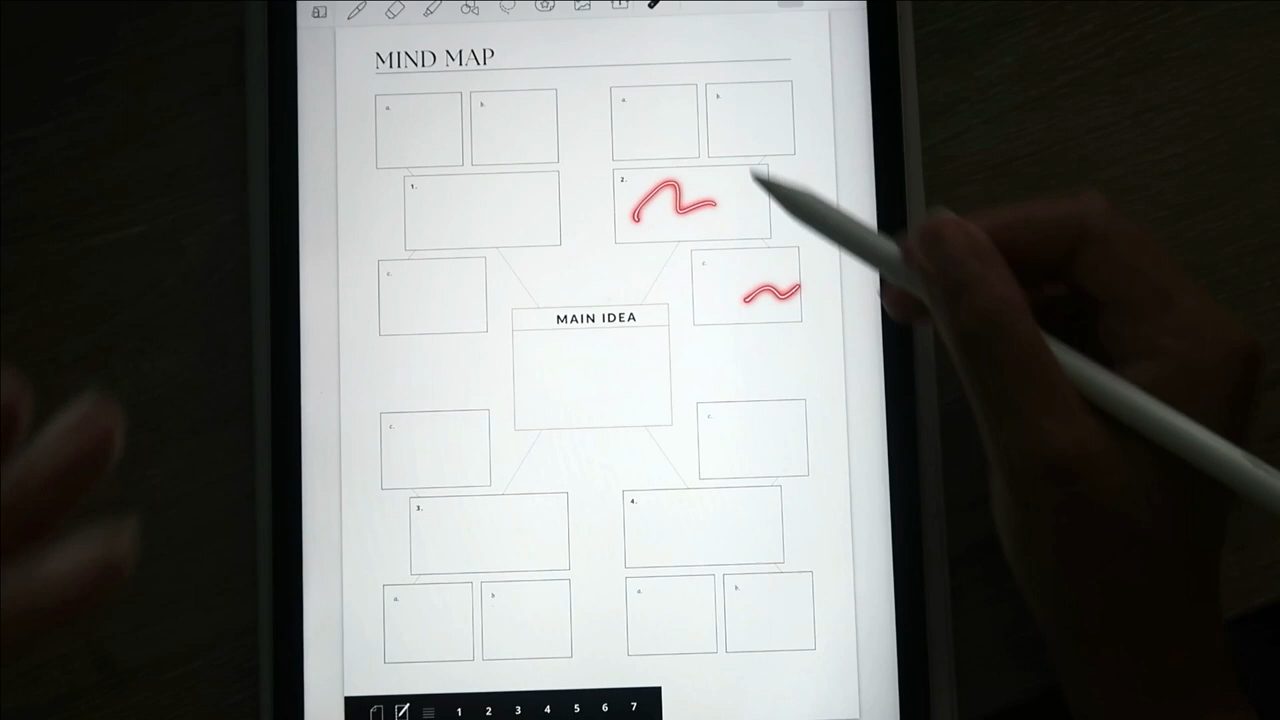 MIND MAP
a. b. a. b.
1. 2.
c. c.
MAIN IDEA
c. c.
3. 4.
a. b a. b.
1 2 3 4 5 6 7